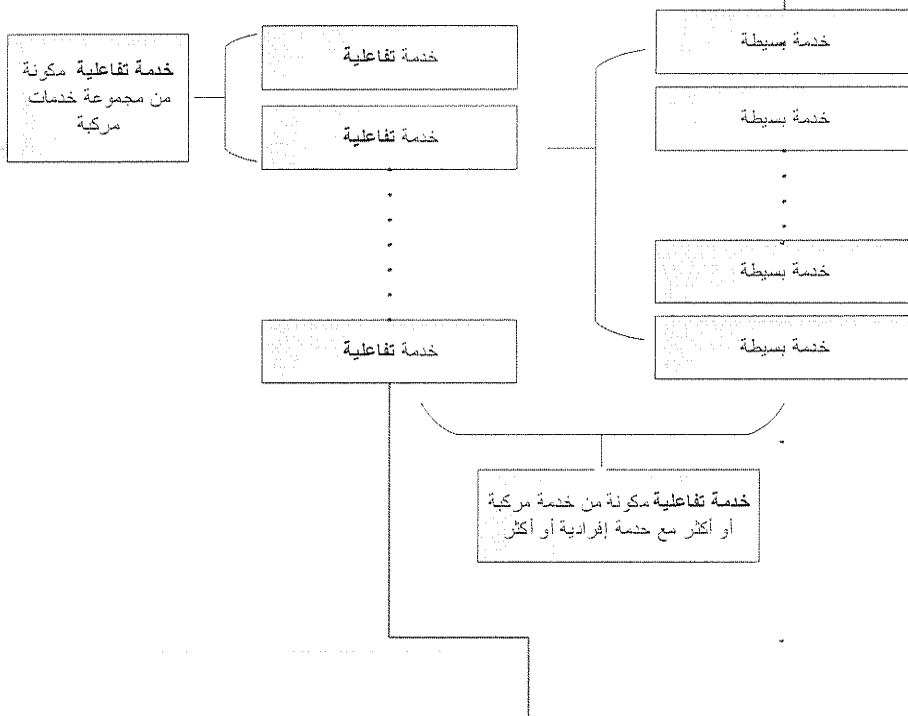 خدمة بسيطة
خدمة بسيطة
خدمة بسيطة
خدمة بسيطة
خدمة تفاعلية
خدمة تفاعلية
خدمة تفاعلية
خدمة تفاعلية مكونة
من مجموعة خدمات
مركبة
خدمة تفاعلية مكونة من خدمة مركبة
أو أكثر مع حدمة إفرادية أو أكثر